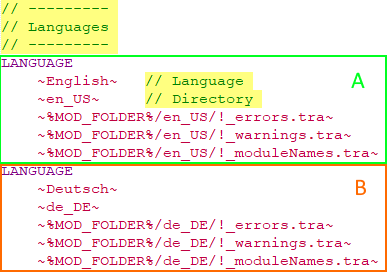 // ---------
// Languages
// ---------
LANGUAGE
~English~ // Language
~en_US~ // Directory
~%MOD_FOLDER%/en_US/!_errors.tra~
~%MOD_FOLDER%/en_US/!_warnings.tra~
~%MOD_FOLDER%/en_US/!_moduleNames.tra~
A
LANGUAGE
~Deutsch~
~de_DE~
~%MOD_FOLDER%/de_DE/!_errors.tra~
~%MOD_FOLDER%/de_DE/!_warnings.tra~
~%MOD_FOLDER%/de_DE/!_moduleNames.tra~
B